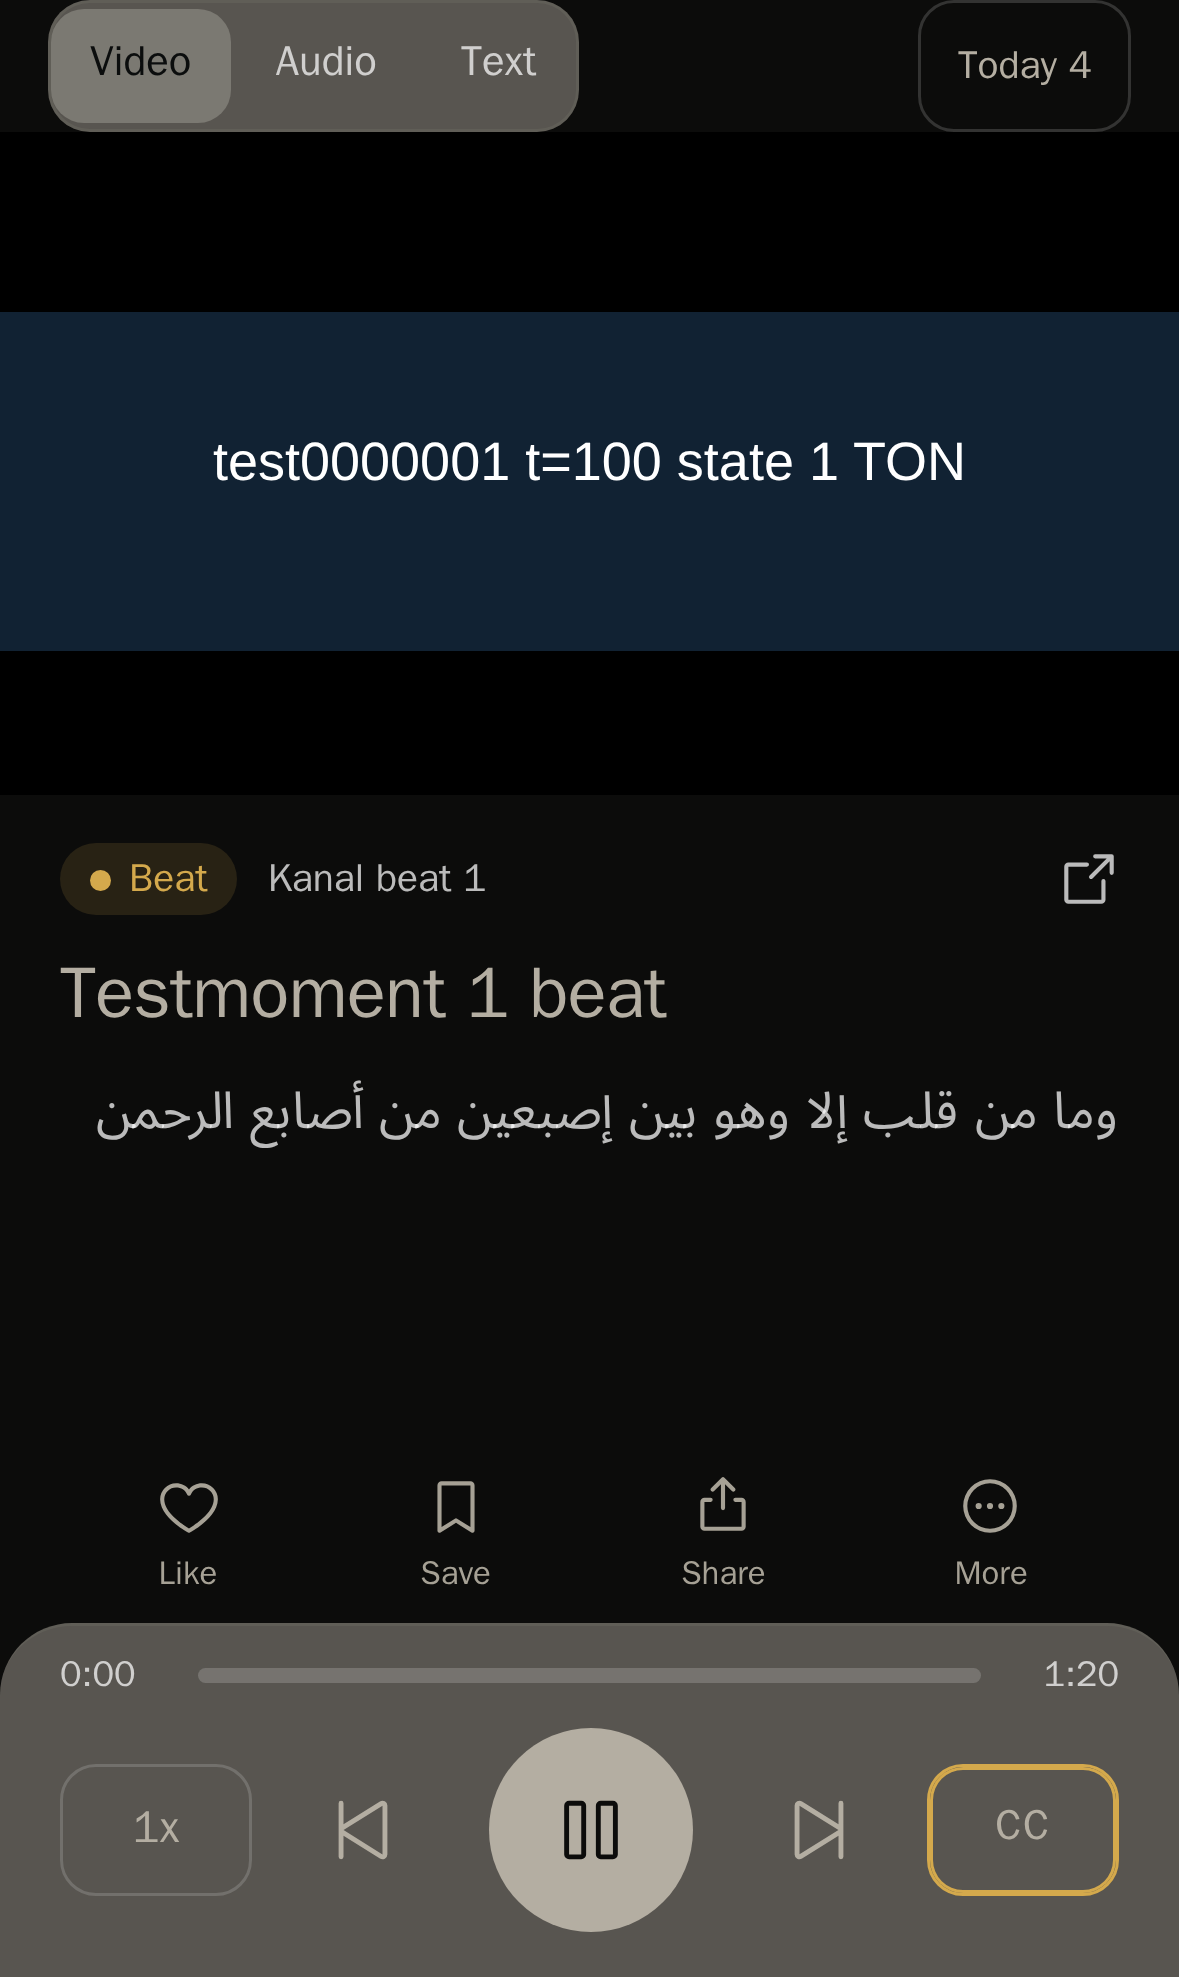 Video Audio Text Today 4
test0000001 t=100 state 1 TON
Beat Kanal beat 1
Testmoment 1 beat
وما من قلب إلا وهو بين إصبعين من أصابع الرحمن
Like Save Share More
0:00 1:20
1x CC